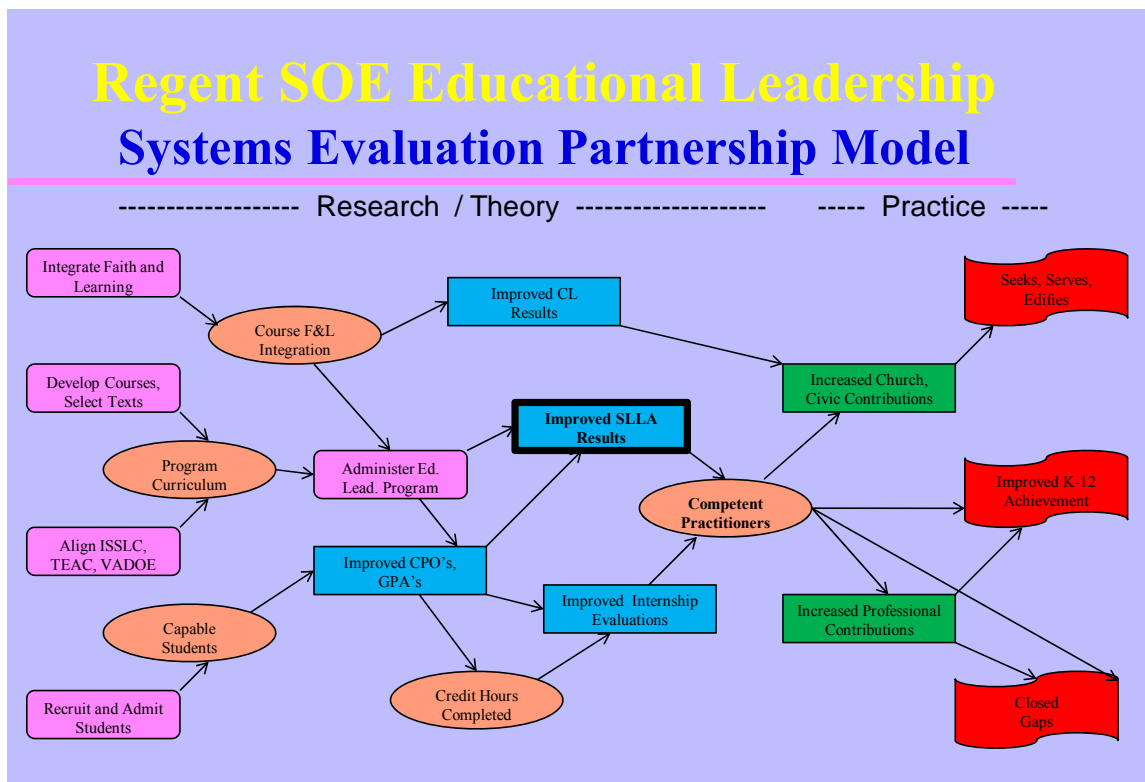 Regent SOE Educational Leadership
Systems Evaluation Partnership Model
------------------ Research / Theory ------------------- ----- Practice -----
Integrate Faith and
Learning
Course F&L
Integration
Improved CL
Results
Seeks, Serves,
Edifies
Develop Courses,
Select Texts
Increased Church,
Civic Contributions
Improved SLLA
Results
Program
Curriculum
Administer Ed.
Lead. Program
Competent
Practitioners
Improved K-12
Achievement
Align ISSLC,
TEAC, VADOE
Improved CPO's,
GPA's
Improved Internship
Evaluations
Increased Professional
Contributions
Capable
Students
Recruit and Admit
Students
Credit Hours
Completed
Closed
Gaps